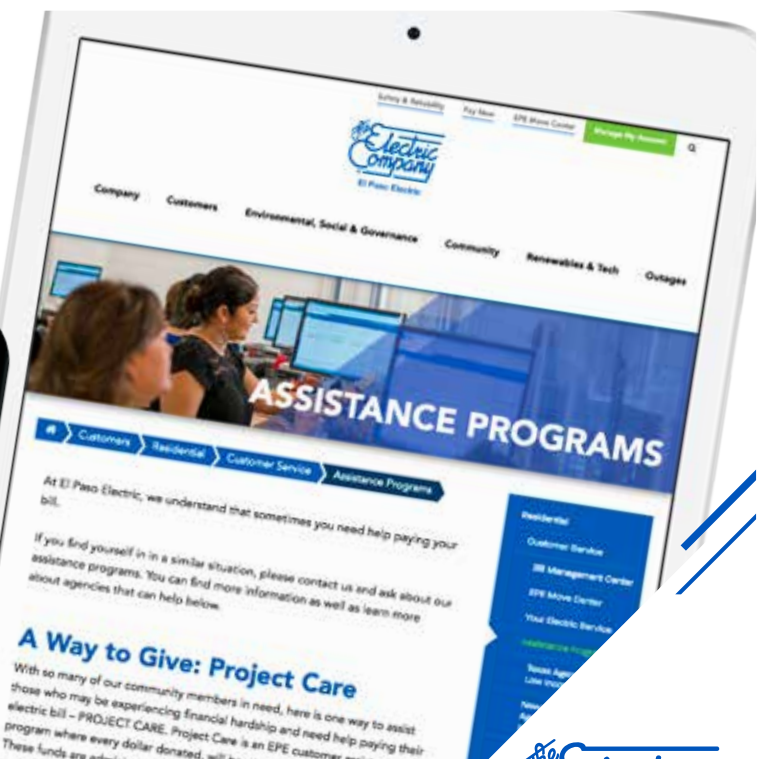 Safety & Reliability
Pay Now
EPE Move Center
Manage My Account
The Electric
Company
El Paso Electric
Company
Customers
Environmental, Social & Governance
Community
Renewables & Tech
Outages
ASSISTANCE PROGRAMS
Customers
Residential
Customer Service
Assistance Programs
At El Paso Electric, we understand that sometimes you need help paying your
bill.
If you find yourself in in a similar situation, please contact us and ask about our
assistance programs. You can find more information as well as learn more
about agencies that can help below.
A Way to Give: Project Care
With so many of our community members in need, here is one way to assist
those who may be experiencing financial hardship and need help paying their
electric bill – PROJECT CARE. Project Care is an EPE customer
program where every dollar donated, will
These funds are
Residential
Customer Service
Bill Management Center
EPE Move Center
Your Electric Service
Assistance
Texas
Low
The